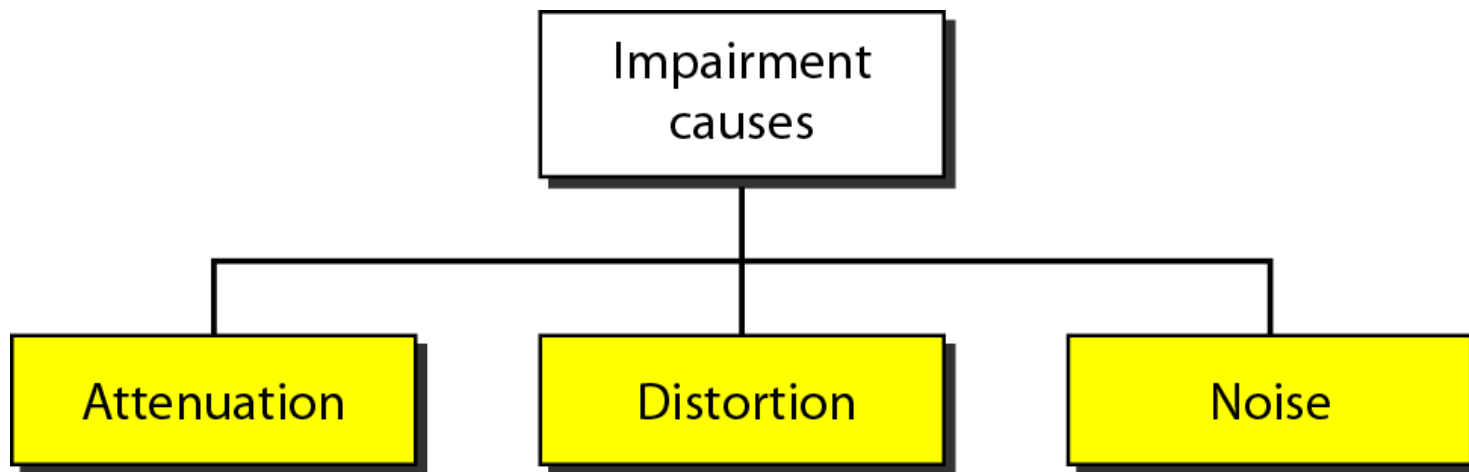 Impairment
causes
Attenuation
Distortion
Noise